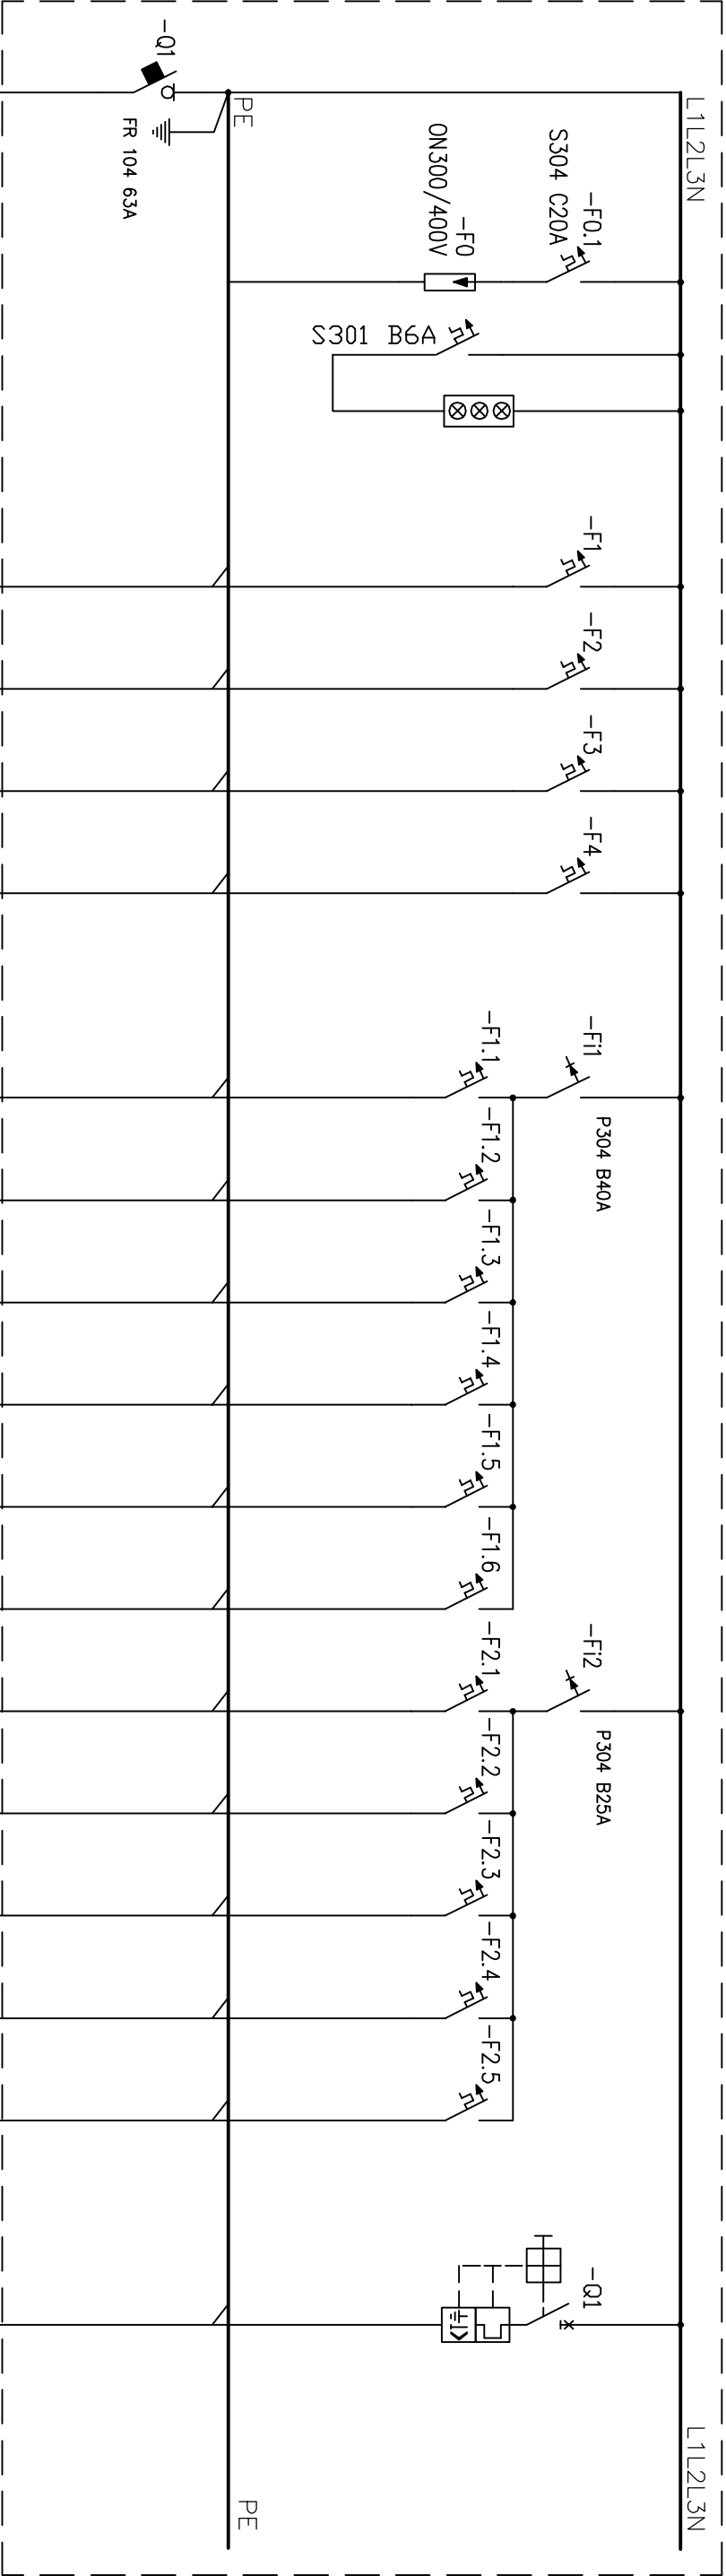 L1L2L3N
PE
-Q1
FR 104 63A
-F0.1
S304 C20A
-F0
ON300/400V
S301 B6A
-F1
-F2
-F3
-F4
-Fi1
P304 B40A
-F1.1
-F1.2
-F1.3
-F1.4
-F1.5
-F1.6
-Fi2
P304 B25A
-F2.1
-F2.2
-F2.3
-F2.4
-F2.5
-Q1
I>
L1L2L3N
PE